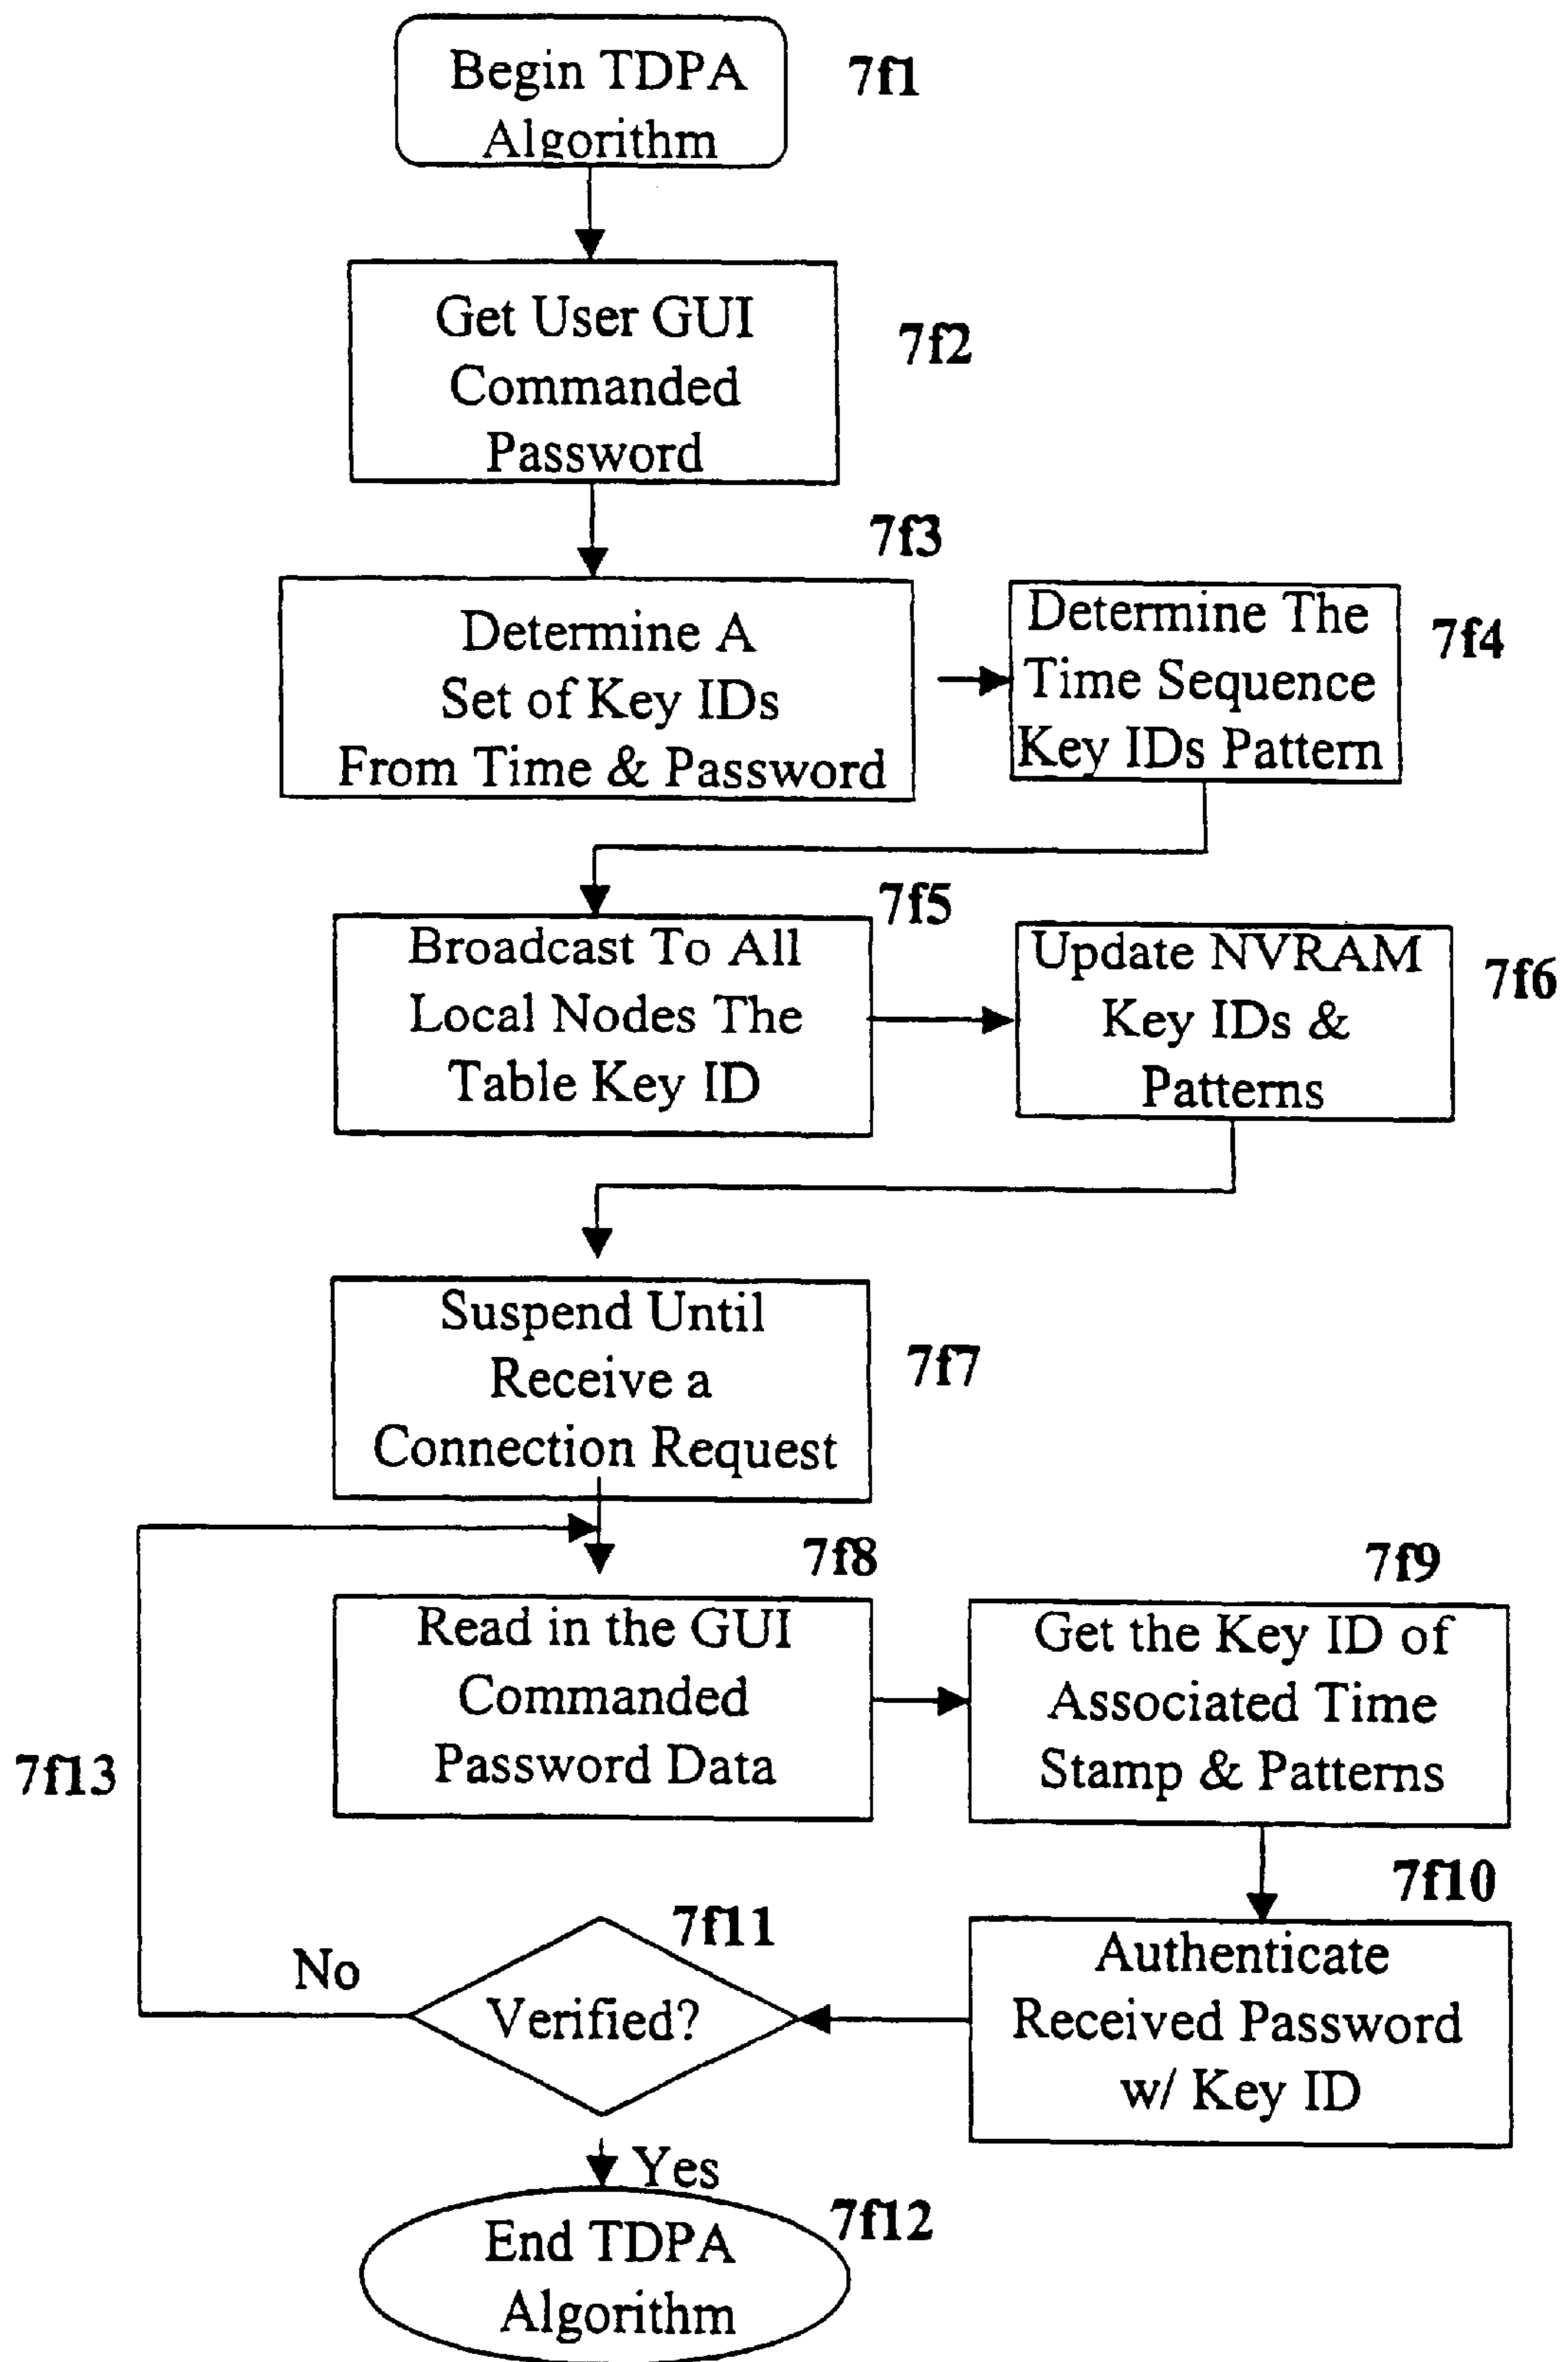 Begin TDPA
Algorithm
7f1
Get User GUI
Commanded
Password
7f2
7f3
Determine A
Set of Key IDs
From Time & Password
Determine The
Time Sequence
Key IDs Pattern
7f4
7f5
Broadcast To All
Local Nodes The
Table Key ID
Update NVRAM
Key IDs &
Patterns
7f6
Suspend Until
Receive a
Connection Request
7f7
7f8
Read in the GUI
Commanded
Password Data
7f9
Get the Key ID of
Associated Time
Stamp & Patterns
7f13
7f10
Authenticate
Received Password
w/ Key ID
7f11
Verified?
No
Yes
7f12
End TDPA
Algorithm